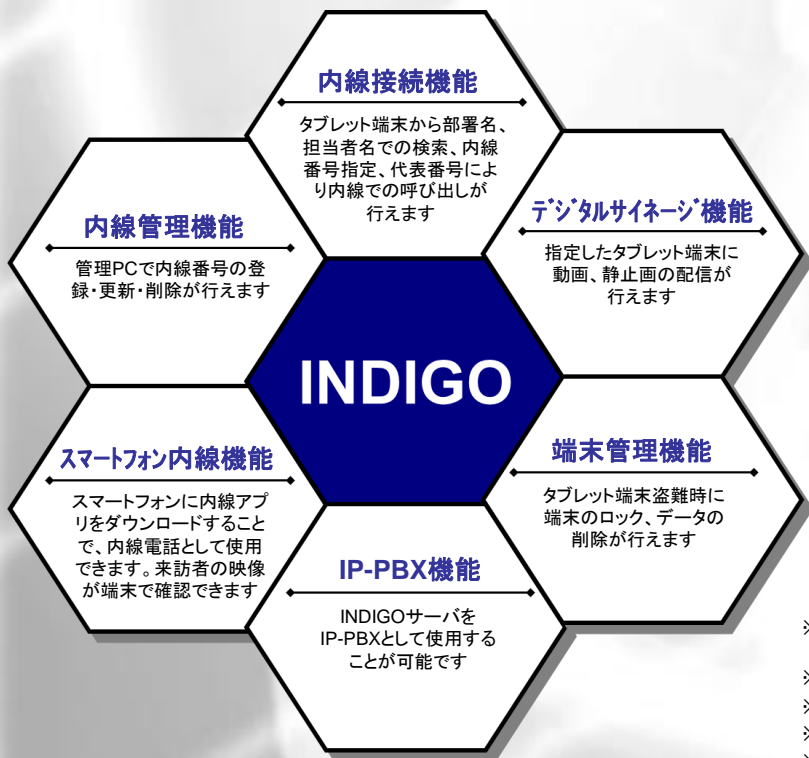 内線接続機能
タブレット端末から部署名、
担当者名での検索、内線
番号指定、代表番号によ
り内線での呼び出しが
行えます
デジタルサイネージ機能
指定したタブレット端末に
動画、静止画の配信が
行えます
内線管理機能
管理PCで内線番号の登
録・更新・削除が行えます
INDIGO
スマートフォン内線機能
スマートフォンに内線アプ
リをダウンロードすること
で、内線電話として使用
できます。来訪者の映像
が端末で確認できます
端末管理機能
タブレット端末盗難時に
端末のロック、データの
削除が行えます
IP-PBX機能
INDIGOサーバを
IP-PBXとして使用する
ことが可能です
※
※
※
※
※